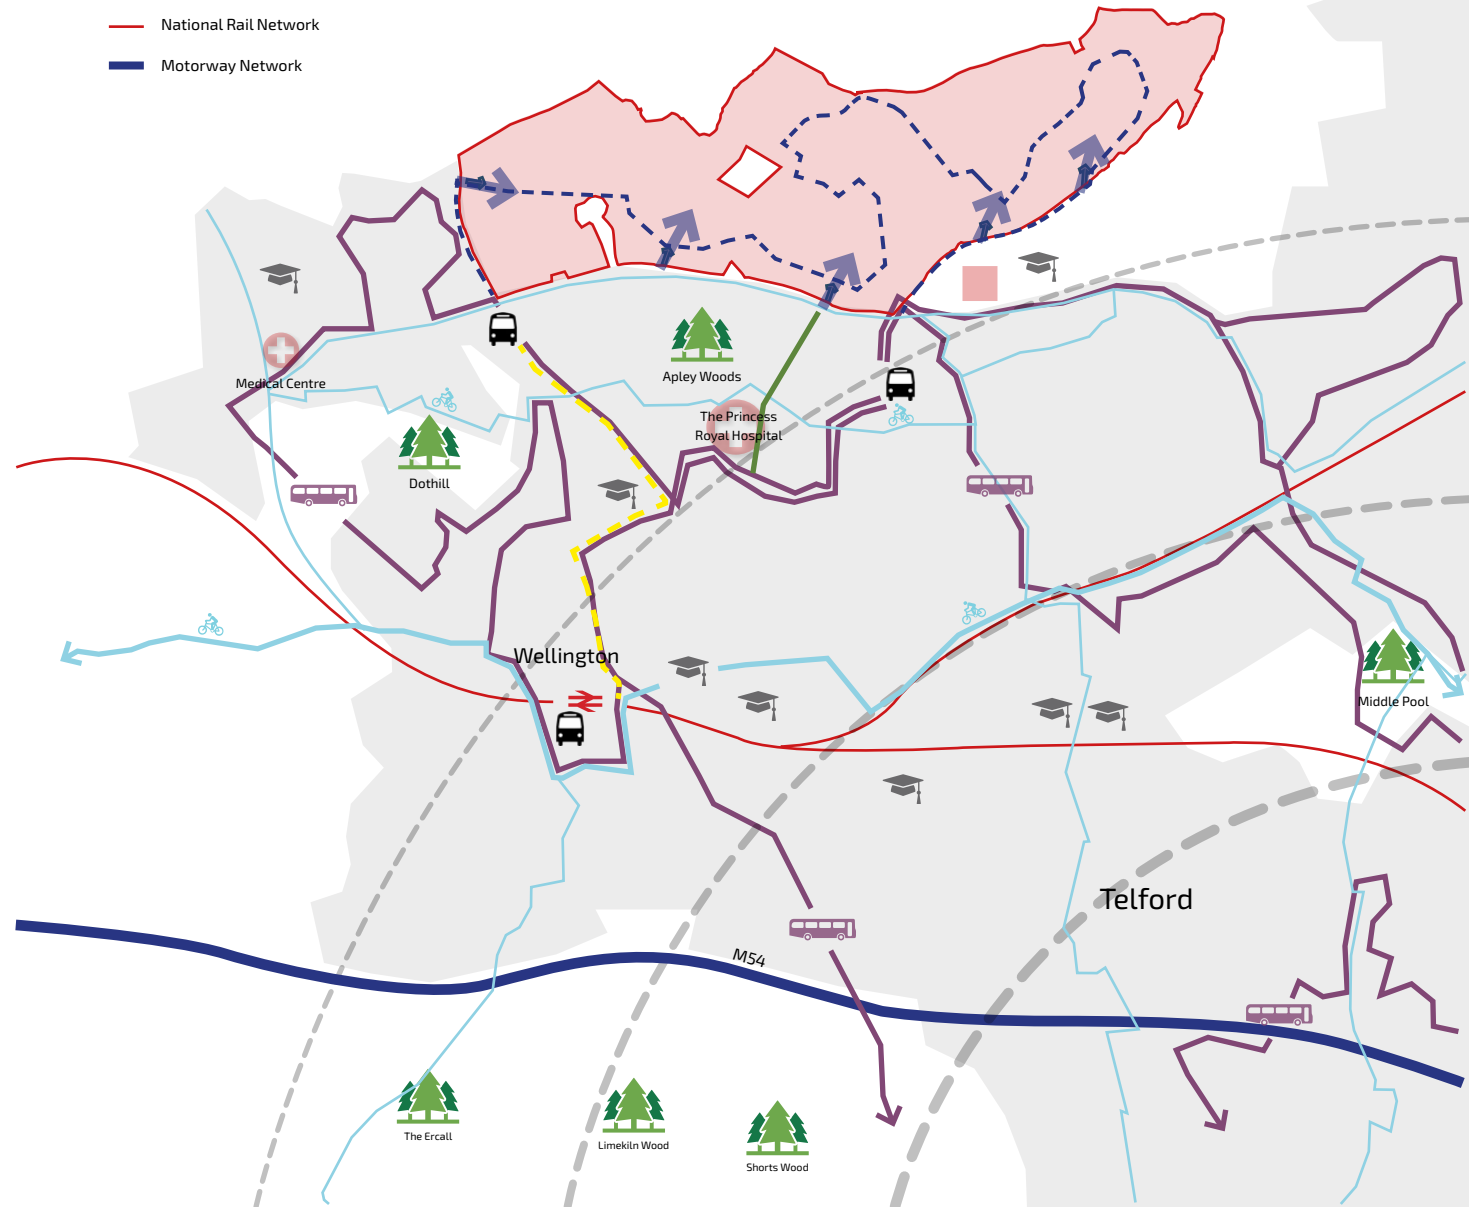 National Rail Network
Motorway Network
Apley Woods
Medical Centre
The Princess
Royal Hospital
Dothill
Wellington
Middle Pool
Telford
M54
The Ercall
Limekiln Wood
Shorts Wood